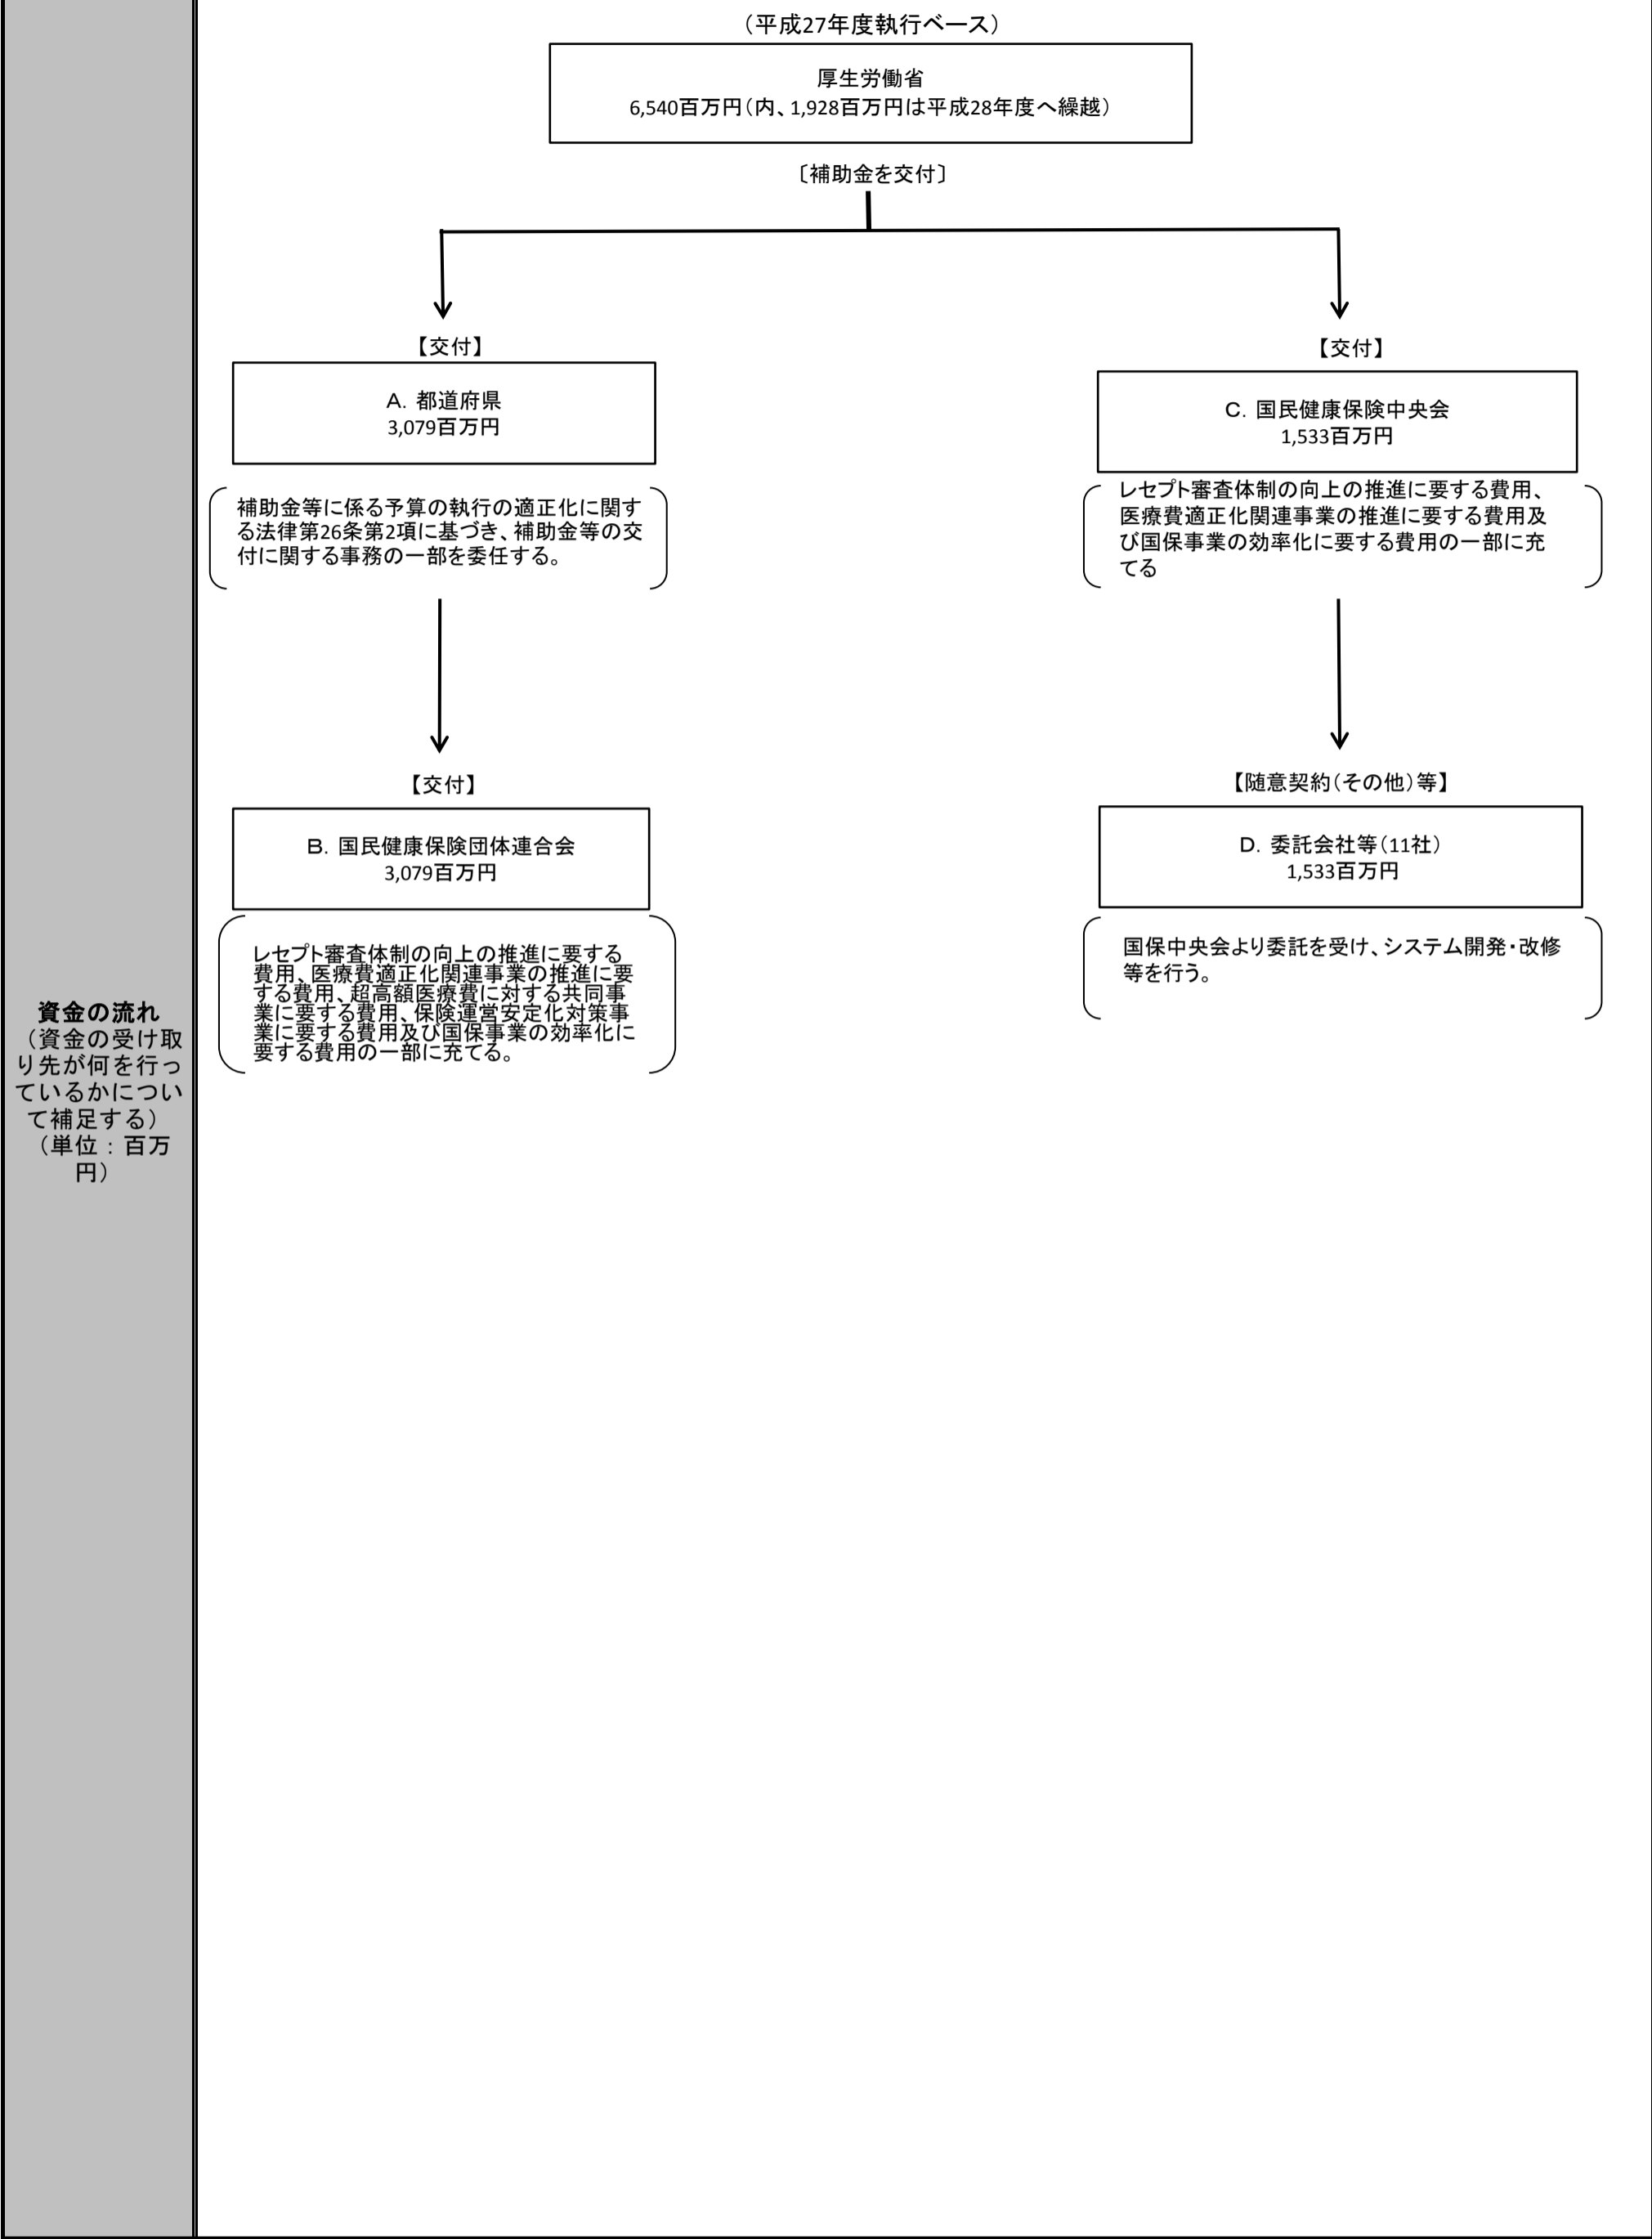 （平成27年度執行ベース）
厚生労働省
6,540百万円（内、1,928百万円は平成28年度へ繰越）
〔補助金を交付〕
【交付】
A. 都道府県
3,079百万円
補助金等に係る予算の執行の適正化に関す
る法律第26条第2項に基づき、補助金等の交
付に関する事務の一部を委任する。
【交付】
B. 国民健康保険団体連合会
3,079百万円
レセプト審査体制の向上の推進に要する
費用、医療費適正化関連事業の推進に要
する費用、超高額医療費に対する共同事
業に要する費用、保険運営安定化対策事
業に要する費用及び国保事業の効率化に
要する費用の一部に充てる。
【交付】
C. 国民健康保険中央会
1,533百万円
レセプト審査体制の向上の推進に要する費用、
医療費適正化関連事業の推進に要する費用及
び国保事業の効率化に要する費用の一部に充
てる
【随意契約（その他）等】
D. 委託会社等（11社）
1,533百万円
国保中央会より委託を受け、システム開発・改修
等を行う。
資金の流れ
（資金の受け取
り先が何を行っ
ているかについ
て補足する）
（単位：百万
円）